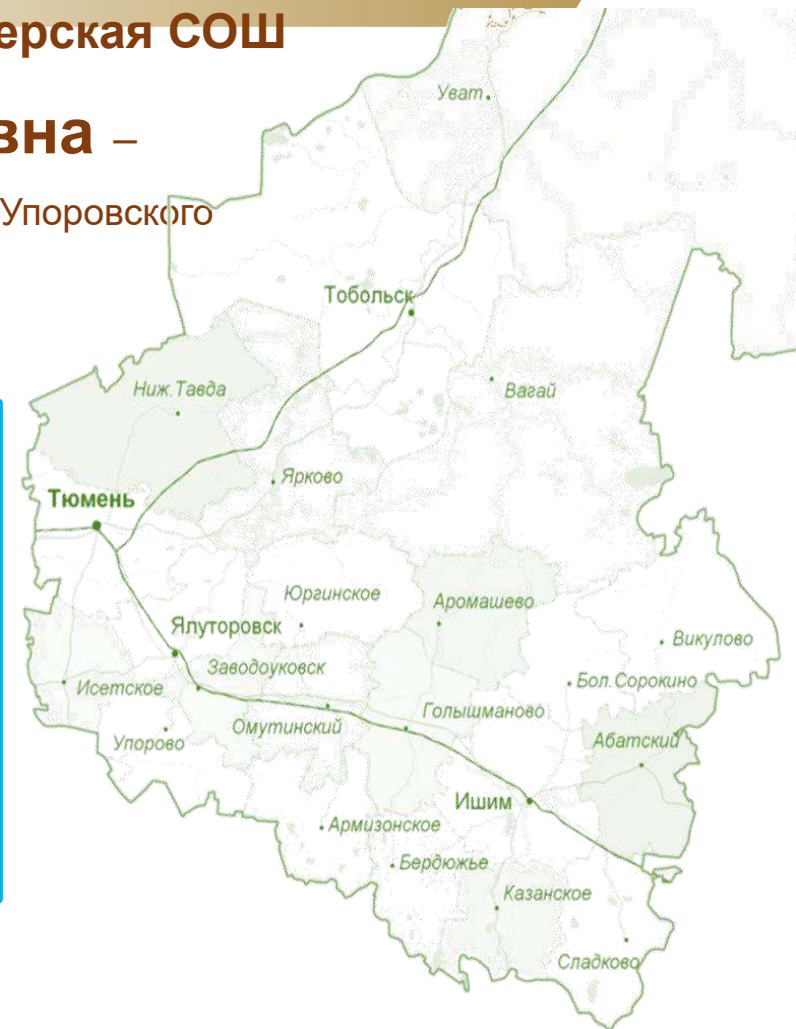 ерская СОШ
вна –
Упоровского
Уват
Тобольск
Ниж.Тавда
Вагай
Ярково
Тюмень
Юргинское
Аромашево
Ялуторовск
Викулово
Заводоуковск
Исетское
Бол.Сорокино
Голышманово
Омутинский
Упорово
Абатский
Ишим
Армизонское
Бердюжье
Казанское
Сладково